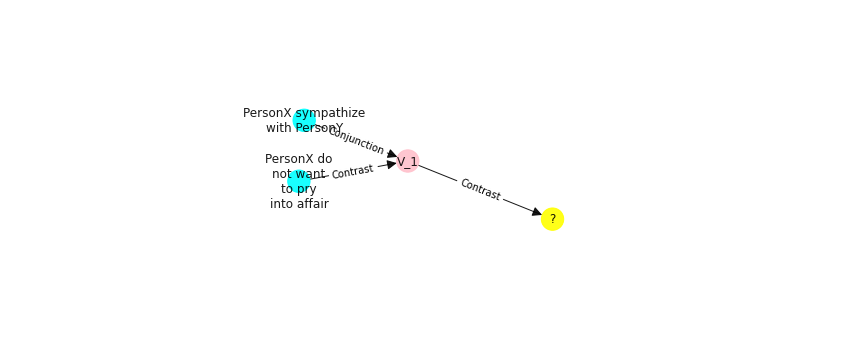 PersonX sympathize
with PersonY
Conjunction
PersonX do
not want
to pry
into affair
Contrast
V_1
Contrast
?